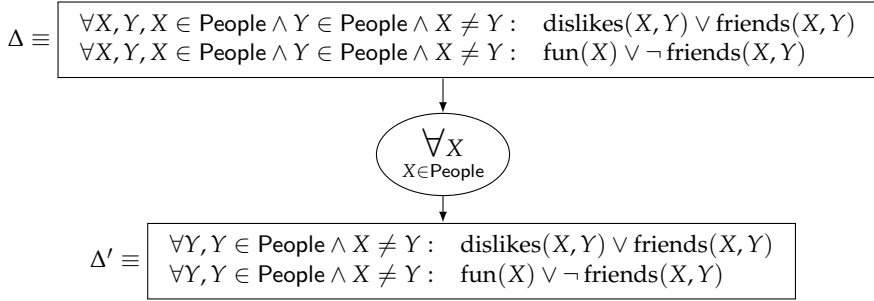 Δ ≡ ∀X, Y, X ∈ People ∧ Y ∈ People ∧ X ≠ Y : dislikes(X, Y) ∨ friends(X, Y)
∀X, Y, X ∈ People ∧ Y ∈ People ∧ X ≠ Y : fun(X) ∨ ¬ friends(X, Y)
∀X
X∈People
Δ′ ≡ ∀Y, Y ∈ People ∧ X ≠ Y : dislikes(X, Y) ∨ friends(X, Y)
∀Y, Y ∈ People ∧ X ≠ Y : fun(X) ∨ ¬ friends(X, Y)